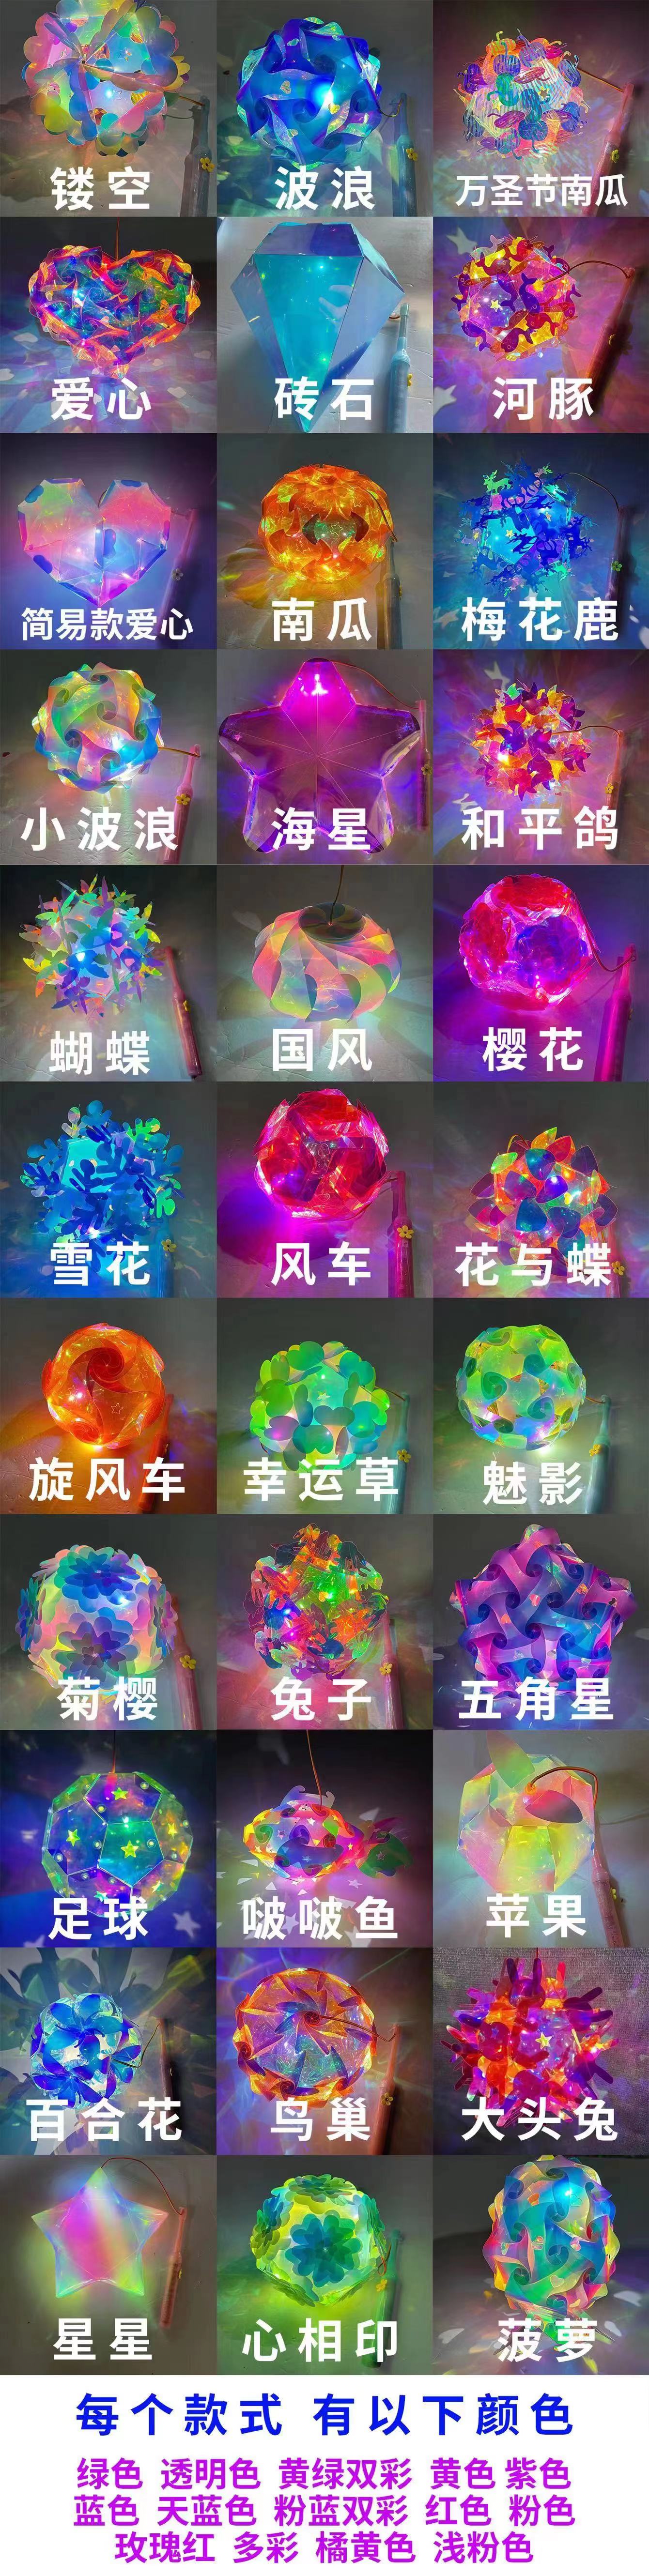 镂空
波浪
万圣节南瓜
爱心
砖石
河豚
简易款爱心
南瓜
梅花鹿
小波浪
海星
和平鸽
蝴蝶
国风
樱花
雪花
风车
花与蝶
旋风车
幸运草
魅影
菊樱
兔子
五角星
足球
啵啵鱼
苹果
百合花
鸟巢
大头兔
星星
心相印
菠萝
每个款式 有以下颜色
绿色 透明色 黄绿双彩 黄色 紫色
蓝色 天蓝色 粉蓝双彩 红色 粉色
玫瑰红 多彩 橘黄色 浅粉色